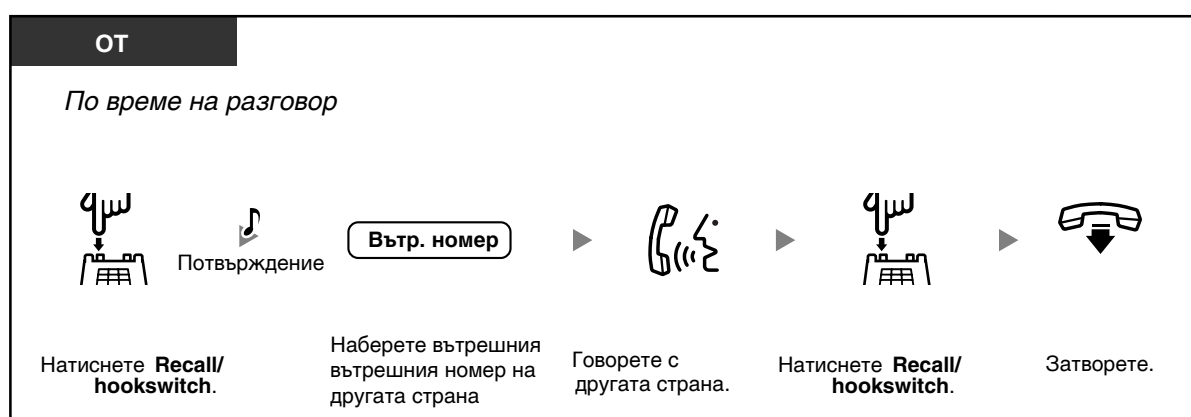 ОТ
По време на разговор
Потвърждение
Вътр. номер
Натиснете Recall/
hookswitch.
Наберете вътрешния
вътрешния номер на
другата страна
Говорете с
другата страна.
Натиснете Recall/
hookswitch.
Затворете.